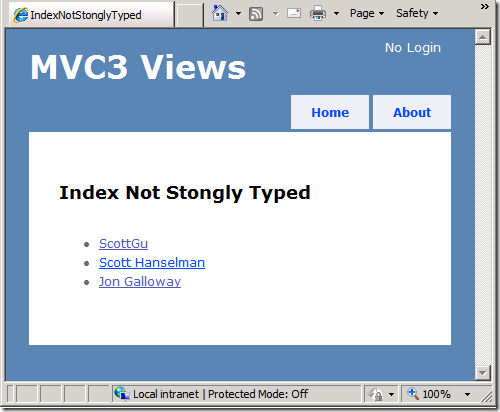 IndexNotStonglyTyped
Page
Safety
»
No Login
MVC3 Views
Home
About
Index Not Stongly Typed
• ScottGu
• Scott Hanselman
• Jon Galloway
Local intranet | Protected Mode: Off
100%